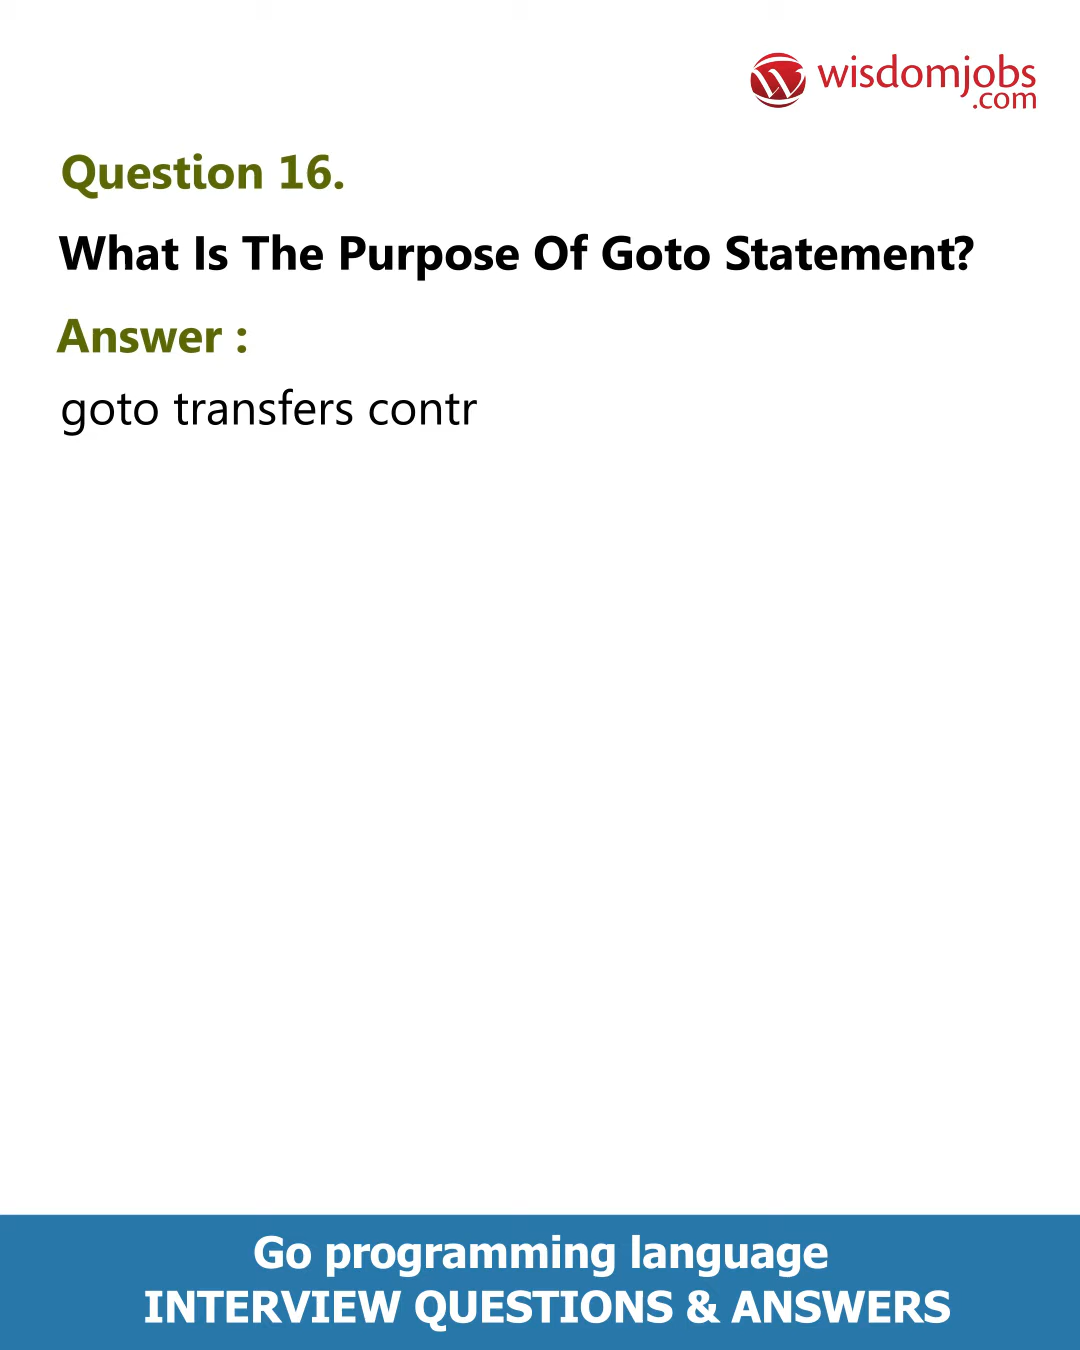 wisdomjobs
.com
Question 16.
What Is The Purpose Of Goto Statement?
Answer :
goto transfers contr
Go programming language
INTERVIEW QUESTIONS & ANSWERS